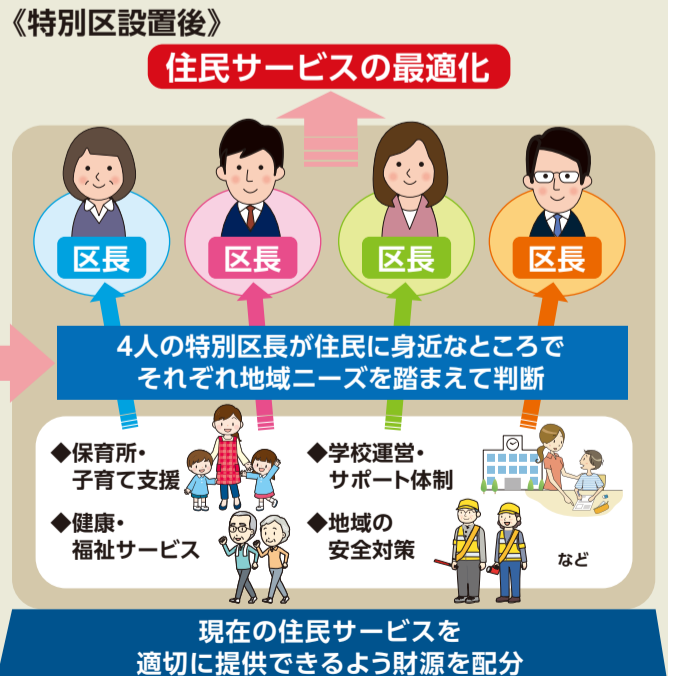 《特別区設置後》
住民サービスの最適化
区長
区長
区長
区長
4人の特別区長が住民に身近なところで
それぞれ地域ニーズを踏まえて判断
◆保育所・
子育て支援
◆学校運営・
サポート体制
◆健康・
福祉サービス
◆地域の
安全対策
など
現在の住民サービスを
適切に提供できるよう財源を配分